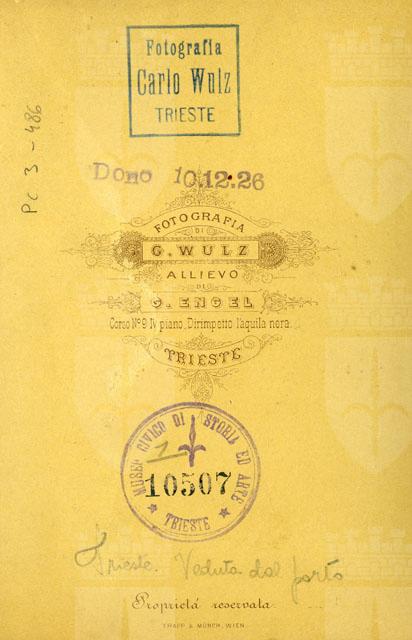 Fotografia
Carlo Wulz
TRIESTE
Pc 3 - 486
Dono 10.12.26
FOTOGRAFIA
DI
G. WULZ
ALLIEVO
DI
G. ENGEL
Corso No 9 IV piano, Dirimpetto l'aquila nera.
TRIESTE
MUSEO CIVICO DI STORIA ED ARTE
1
10507
TRIESTE
Trieste. Veduta dal porto
Proprietá reservata.
TRAPP & MÜNCH, WIEN.